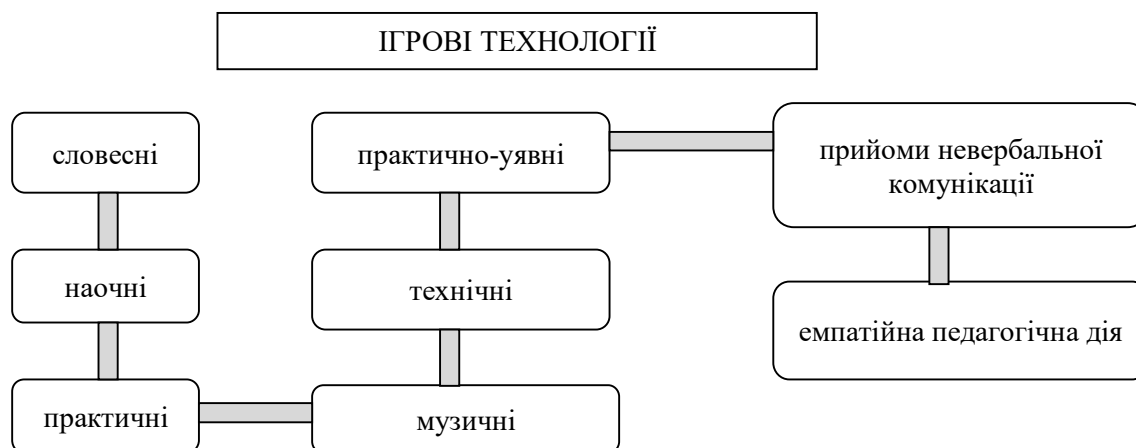 ІГРОВІ ТЕХНОЛОГІЇ
словесні
наочні
практичні
музичні
технічні
практично-уявні
прийоми невербальної
комунікації
емпатійна педагогічна дія